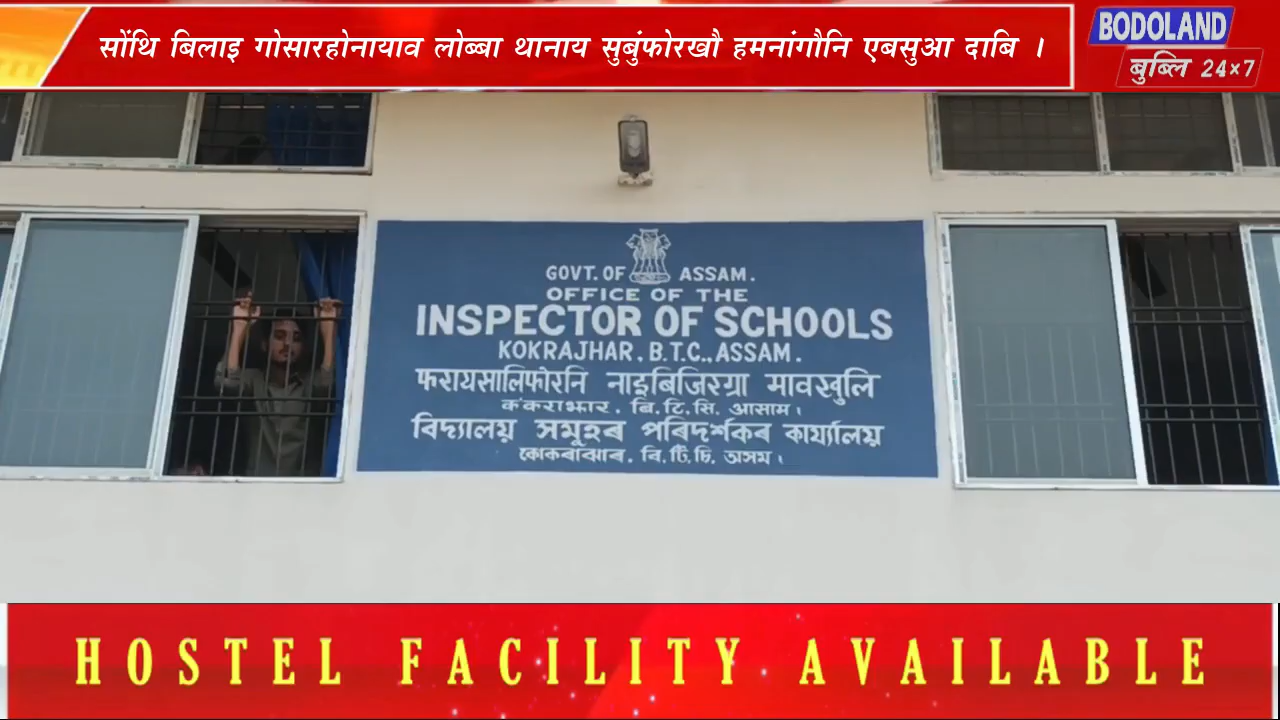 सोंथि बिलाइ गोसारहोनायाव लोब्बा थानाय सुबुंफोरखौ हमनांगौनि एबसुआ दाबि ।
BODOLAND
बुब्लि 24×7
GOVT. OF ASSAM.
OFFICE OF THE
INSPECTOR OF SCHOOLS
KOKRAJHAR. B.T.C., ASSAM.
फरायसालिफोरनि नाइबिजिरग्रा मावखुलि
कंकराझार. बि.टि.सि. आसाम।
বিদ্যালয় সমূহৰ পৰিদৰ্শকৰ কাৰ্য্যালয়
কোকৰাঝাৰ. বি.টি.চি. অসম।
HOSTEL FACILITY AVAILABLE